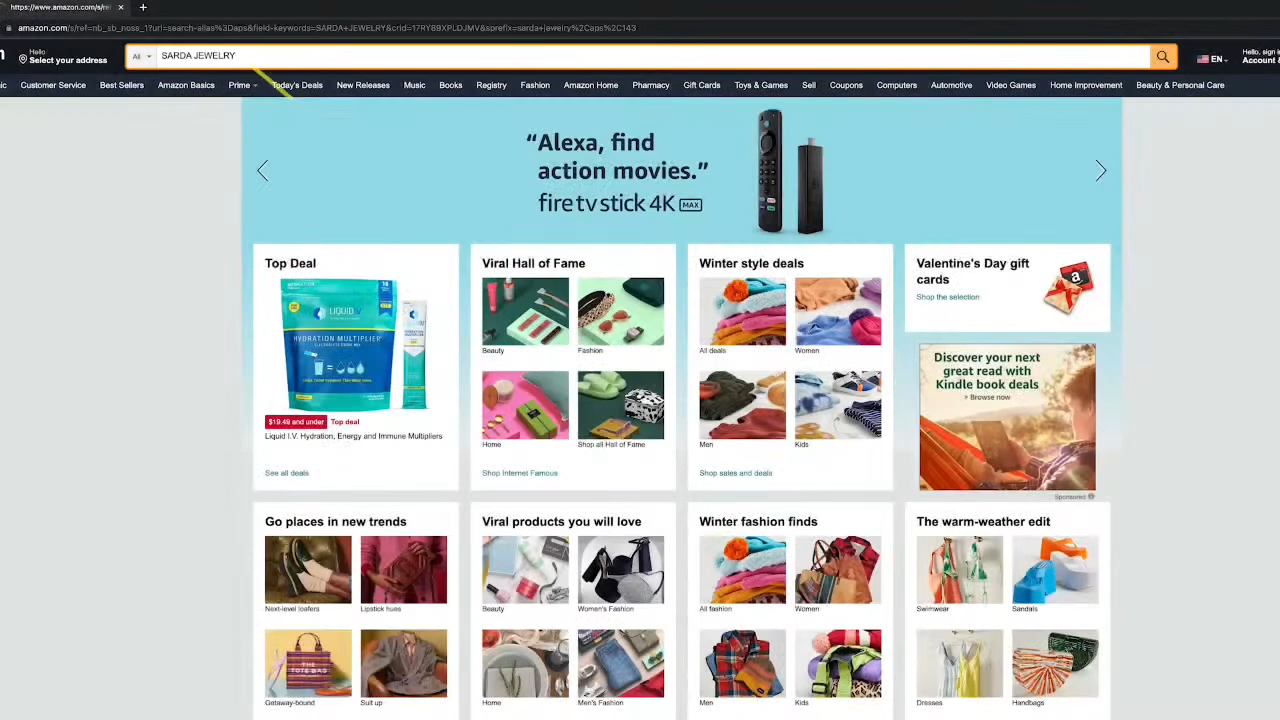 https://www.amazon.com/s/ref
amazon.com/s/ref=nb_sb_noss_1?url=search-alias%3Daps&field-keywords=SARDA+JEWELRY&crid=17RY89XPLDJMV&sprefix=sarda+jewelry%2Caps%2C143
Hello
Select your address
All
SARDA JEWELRY
EN
Hello, sign
Account &
Customer Service
Best Sellers
Amazon Basics
Prime
Today's Deals
New Releases
Music
Books
Registry
Fashion
Amazon Home
Pharmacy
Gift Cards
Toys & Games
Sell
Coupons
Computers
Automotive
Video Games
Home Improvement
Beauty & Personal Care
“Alexa, find
action movies.”
fire tv stick 4K MAX
Top Deal
LIQUID I.V.
HYDRATION MULTIPLIER
$19.49 and under
Top deal
Liquid I.V. Hydration, Energy and Immune Multipliers
See all deals
Viral Hall of Fame
Beauty
Fashion
Home
Shop all Hall of Fame
Shop Internet Famous
Winter style deals
All deals
Women
Men
Kids
Shop sales and deals
Valentine's Day gift
cards
Shop the selection
a
Discover your next
great read with
Kindle book deals
> Browse now
Sponsored
Go places in new trends
Next-level loafers
Lipstick hues
THE
TOTE BAG
Getaway-bound
Suit up
Viral products you will love
Beauty
Women's Fashion
Home
Men's Fashion
Winter fashion finds
All fashion
Women
Men
Kids
The warm-weather edit
Swimwear
Sandals
Dresses
Handbags